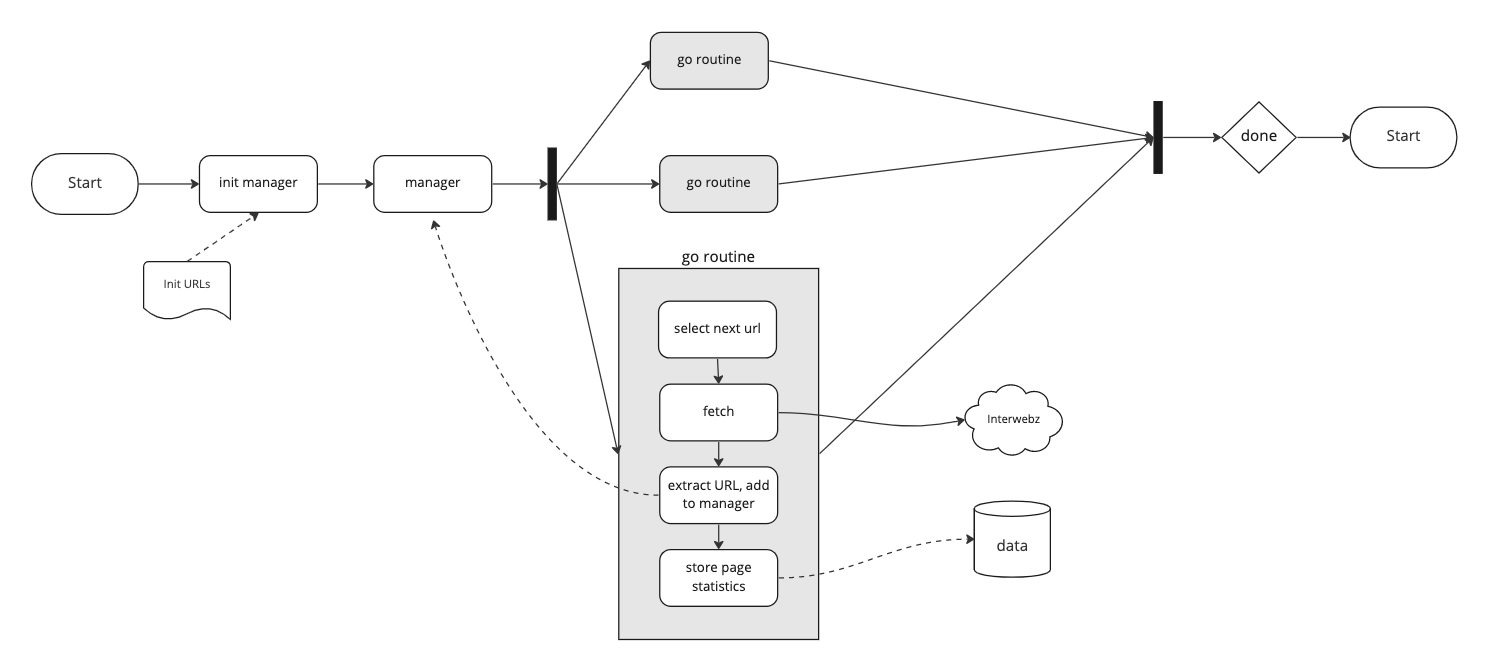 go routine
Start
init manager
manager
go routine
done
Start
Init URLs
go routine
select next url
fetch
Interwebz
extract URL, add
to manager
data
store page
statistics